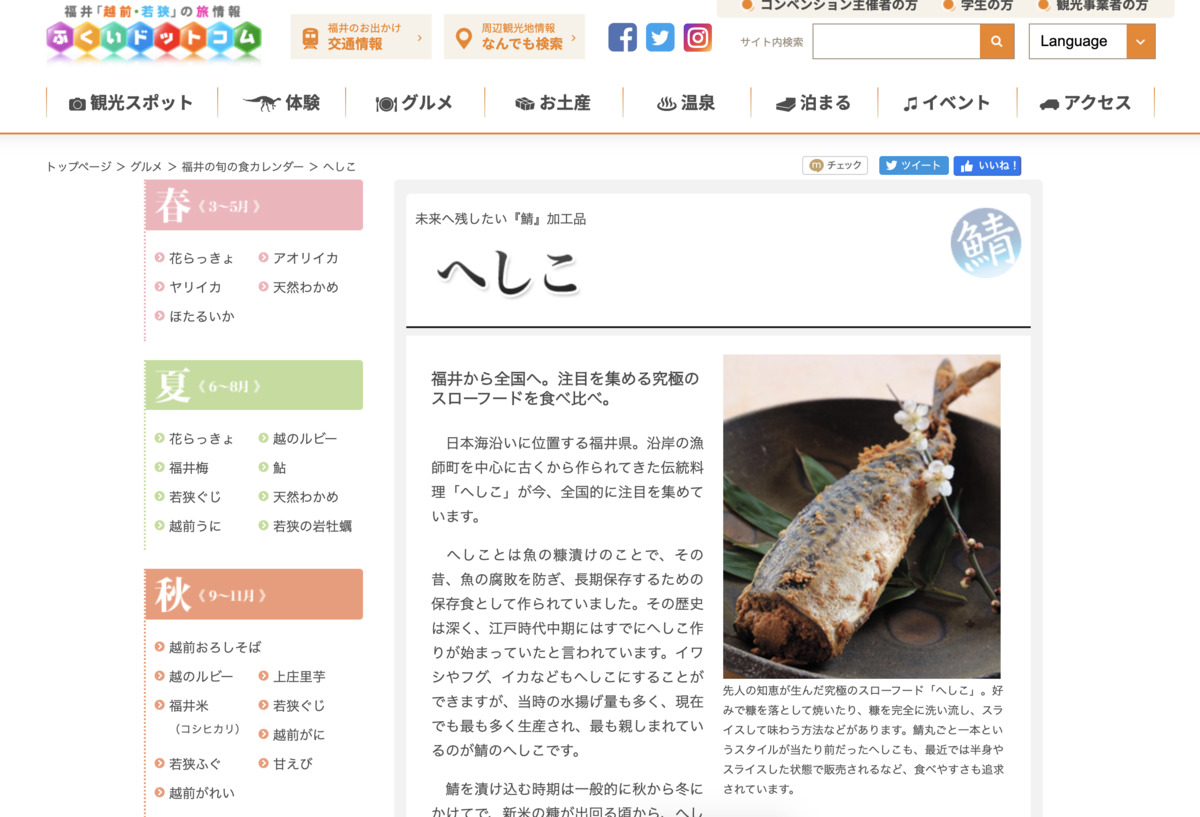 福井「越前・若狭」の旅情報
ふくいドットコム
福井のお出かけ
交通情報
周辺観光地情報
なんでも検索
コンベンション主催者の方
学生の方
観光事業者の方
サイト内検索
Language
観光スポット
体験
グルメ
お土産
温泉
泊まる
イベント
アクセス
トップページ > グルメ > 福井の旬の食カレンダー > へしこ
チェック
ツイート
いいね！
春《3〜5月》
花らっきょ
アオリイカ
ヤリイカ
天然わかめ
ほたるいか
夏《6〜8月》
花らっきょ
越のルビー
福井梅
鮎
若狭ぐじ
天然わかめ
越前うに
若狭の岩牡蠣
秋《9〜11月》
越前おろしそば
越のルビー
上庄里芋
福井米
（コシヒカリ）
若狭ぐじ
越前がに
若狭ふぐ
甘えび
越前がれい
未来へ残したい『鯖』加工品
へしこ
鯖
福井から全国へ。注目を集める究極の
スローフードを食べ比べ。
日本海沿いに位置する福井県。沿岸の漁
師町を中心に古くから作られてきた伝統料
理「へしこ」が今、全国的に注目を集めて
います。
へしことは魚の糠漬けのことで、その
昔、魚の腐敗を防ぎ、長期保存するための
保存食として作られていました。その歴史
は深く、江戸時代中期にはすでにへしこ作
りが始まっていたと言われています。イワ
シやフグ、イカなどもへしこにすることが
できますが、当時の水揚げ量も多く、現在
でも最も多く生産され、最も親しまれてい
るのが鯖のへしこです。
鯖を漬け込む時期は一般的に秋から冬に
かけてで、新米の糠が出回る頃から、へし
先人の知恵が生んだ究極のスローフード「へしこ」。好
みで糠を落として焼いたり、糠を完全に洗い流し、スラ
イスして味わう方法などがあります。鯖丸ごと一本とい
うスタイルが当たり前だったへしこも、最近では半身や
スライスした状態で販売されるなど、食べやすさも追求
されています。